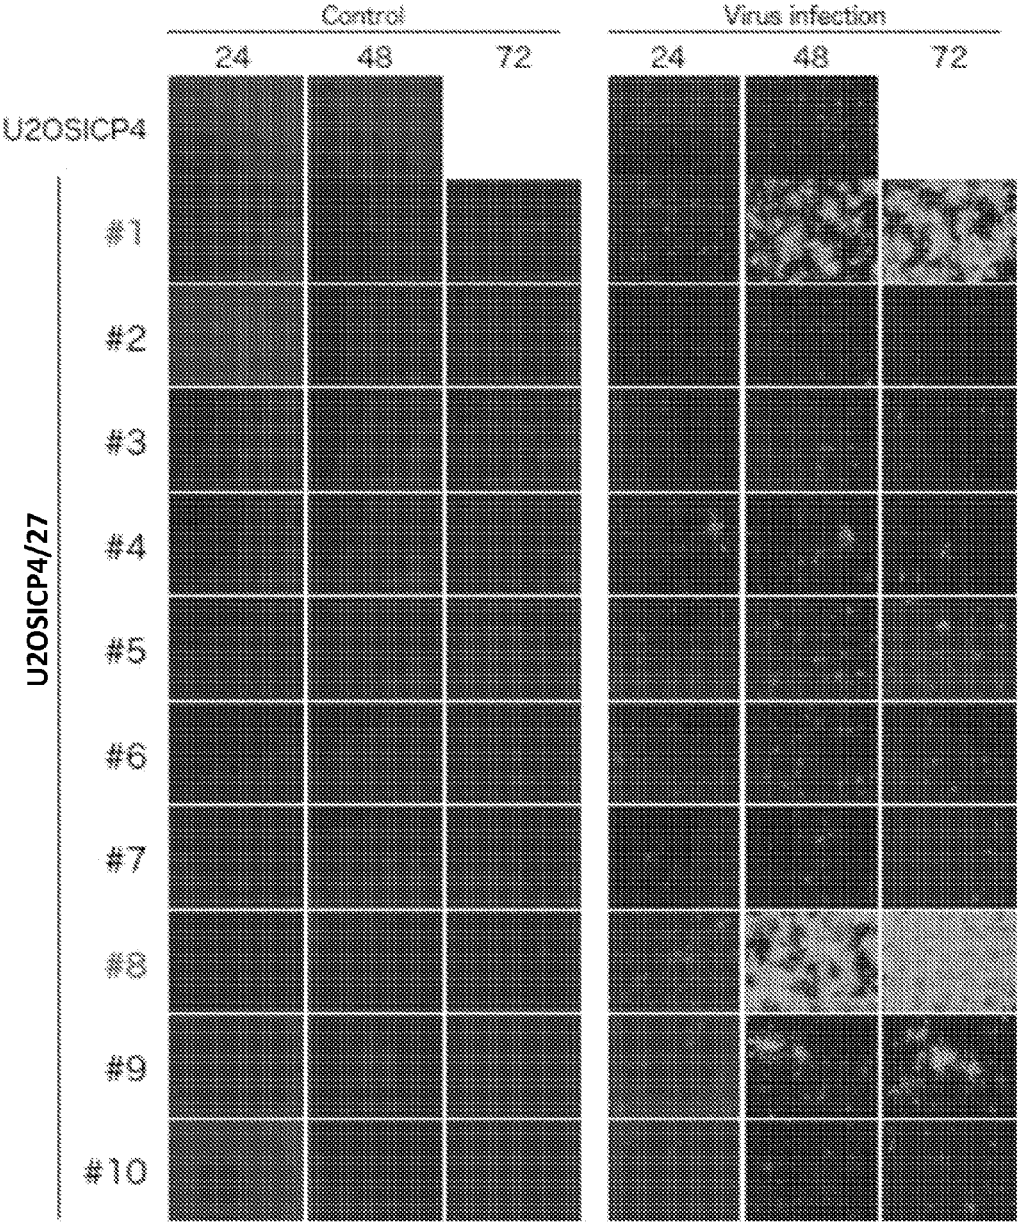 Control Virus infection
24 48 72 24 48 72
U2OSICP4
#1
#2
#3
#4
#5
#6
#7
#8
#9
#10
U2OSICP4/27